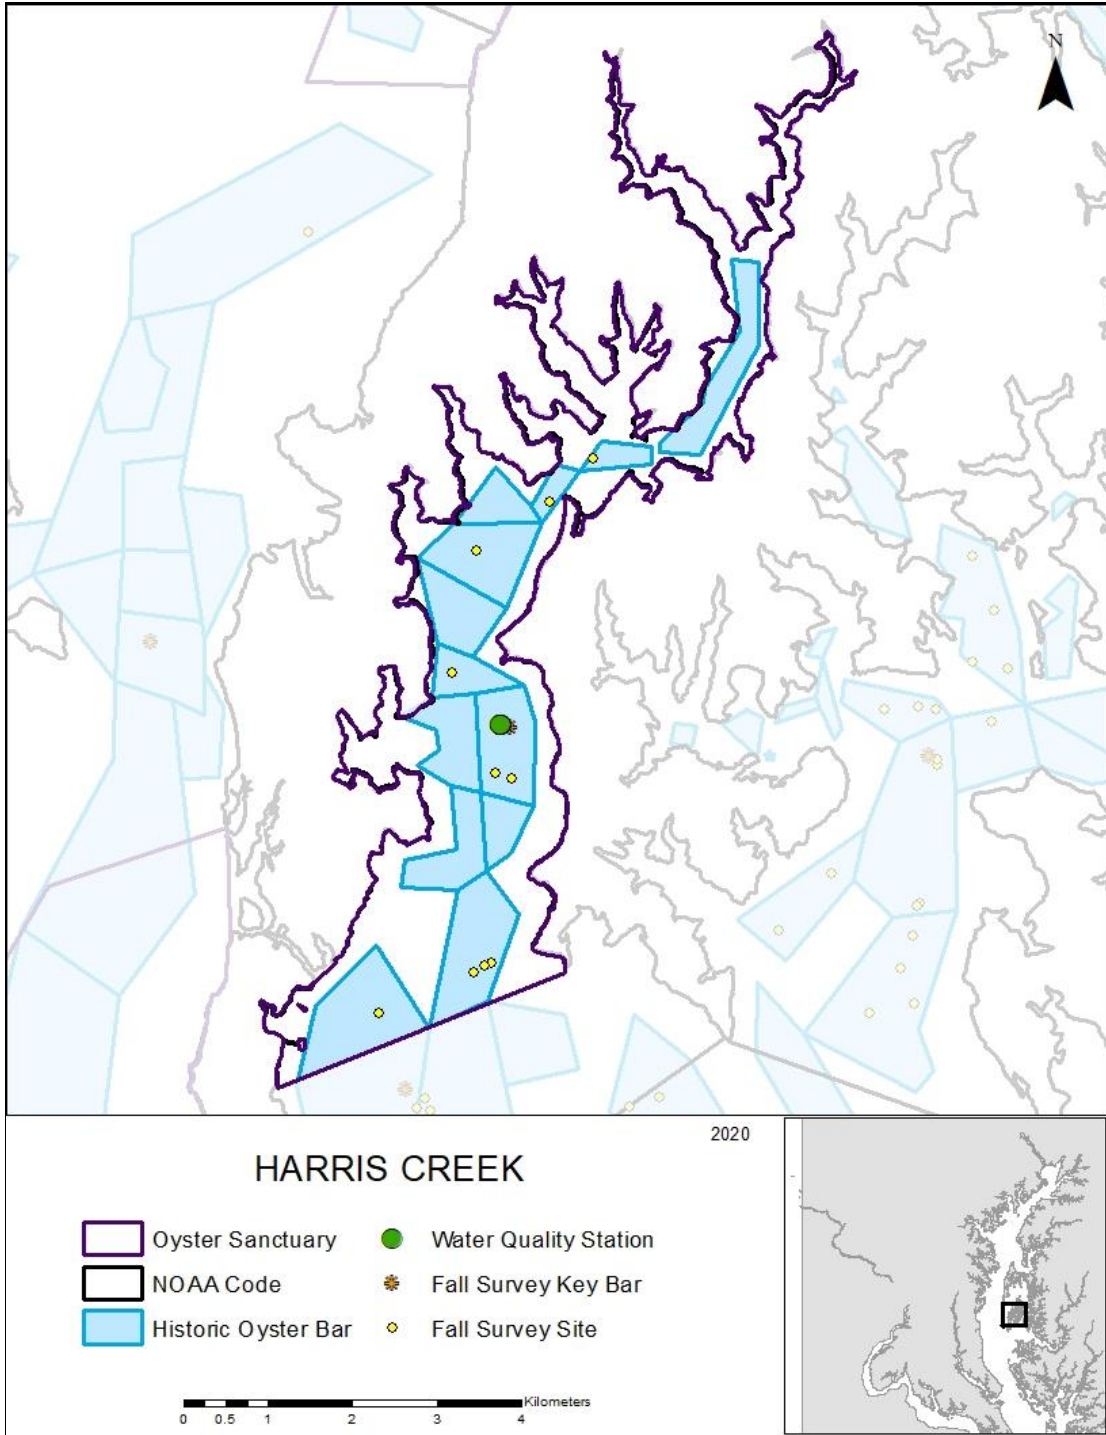 N
2020
HARRIS CREEK
Oyster Sanctuary
Water Quality Station
NOAA Code
Fall Survey Key Bar
Historic Oyster Bar
Fall Survey Site
Kilometers
0 0.5 1 2 3 4